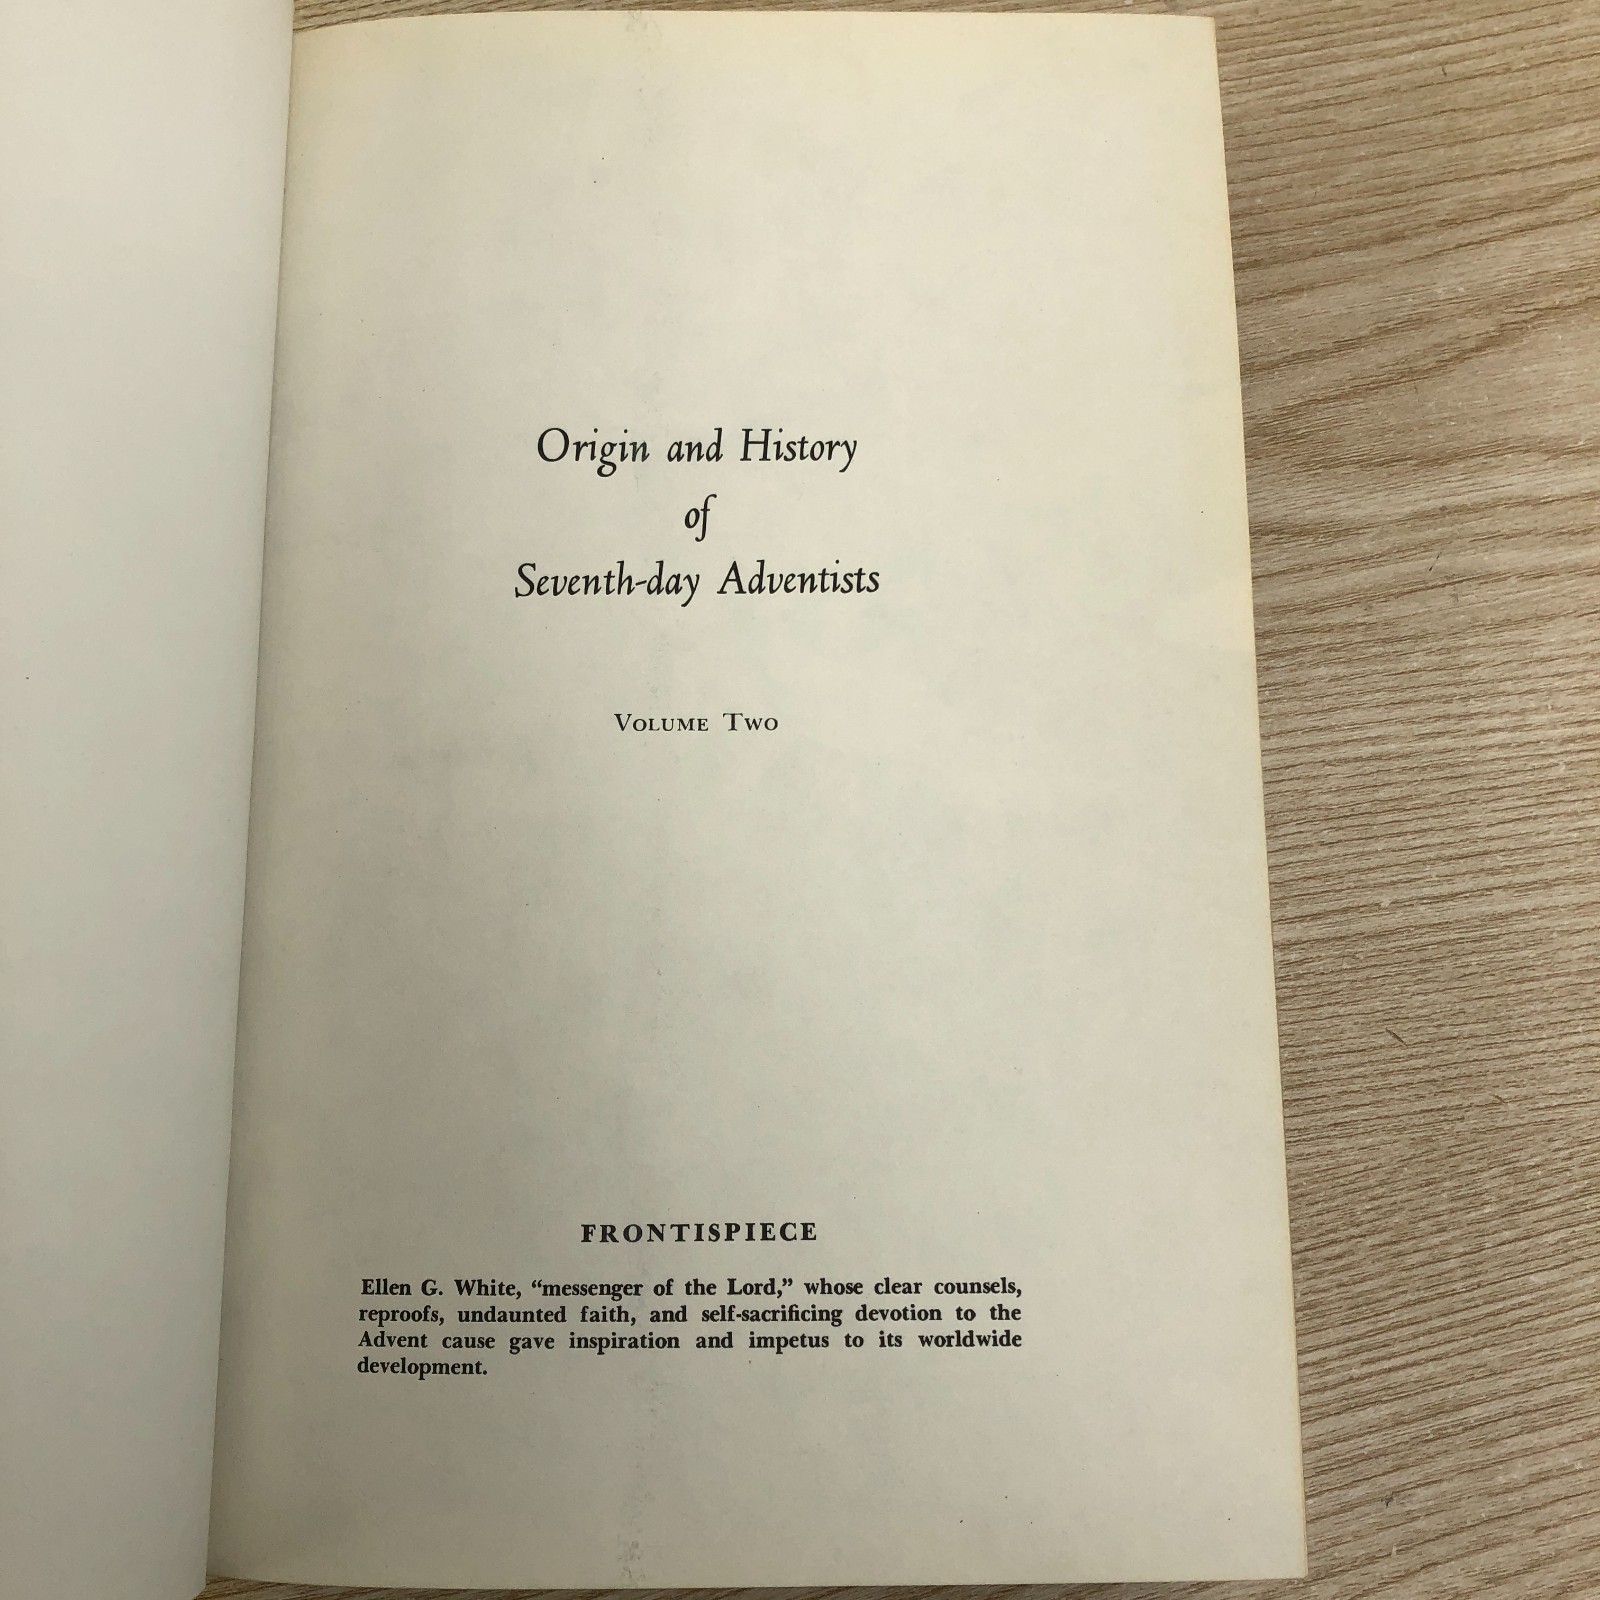 Origin and History
of
Seventh-day Adventists
VOLUME TWO
FRONTISPIECE
Ellen G. White, “messenger of the Lord,” whose clear counsels,
reproofs, undaunted faith, and self-sacrificing devotion to the
Advent cause gave inspiration and impetus to its worldwide
development.